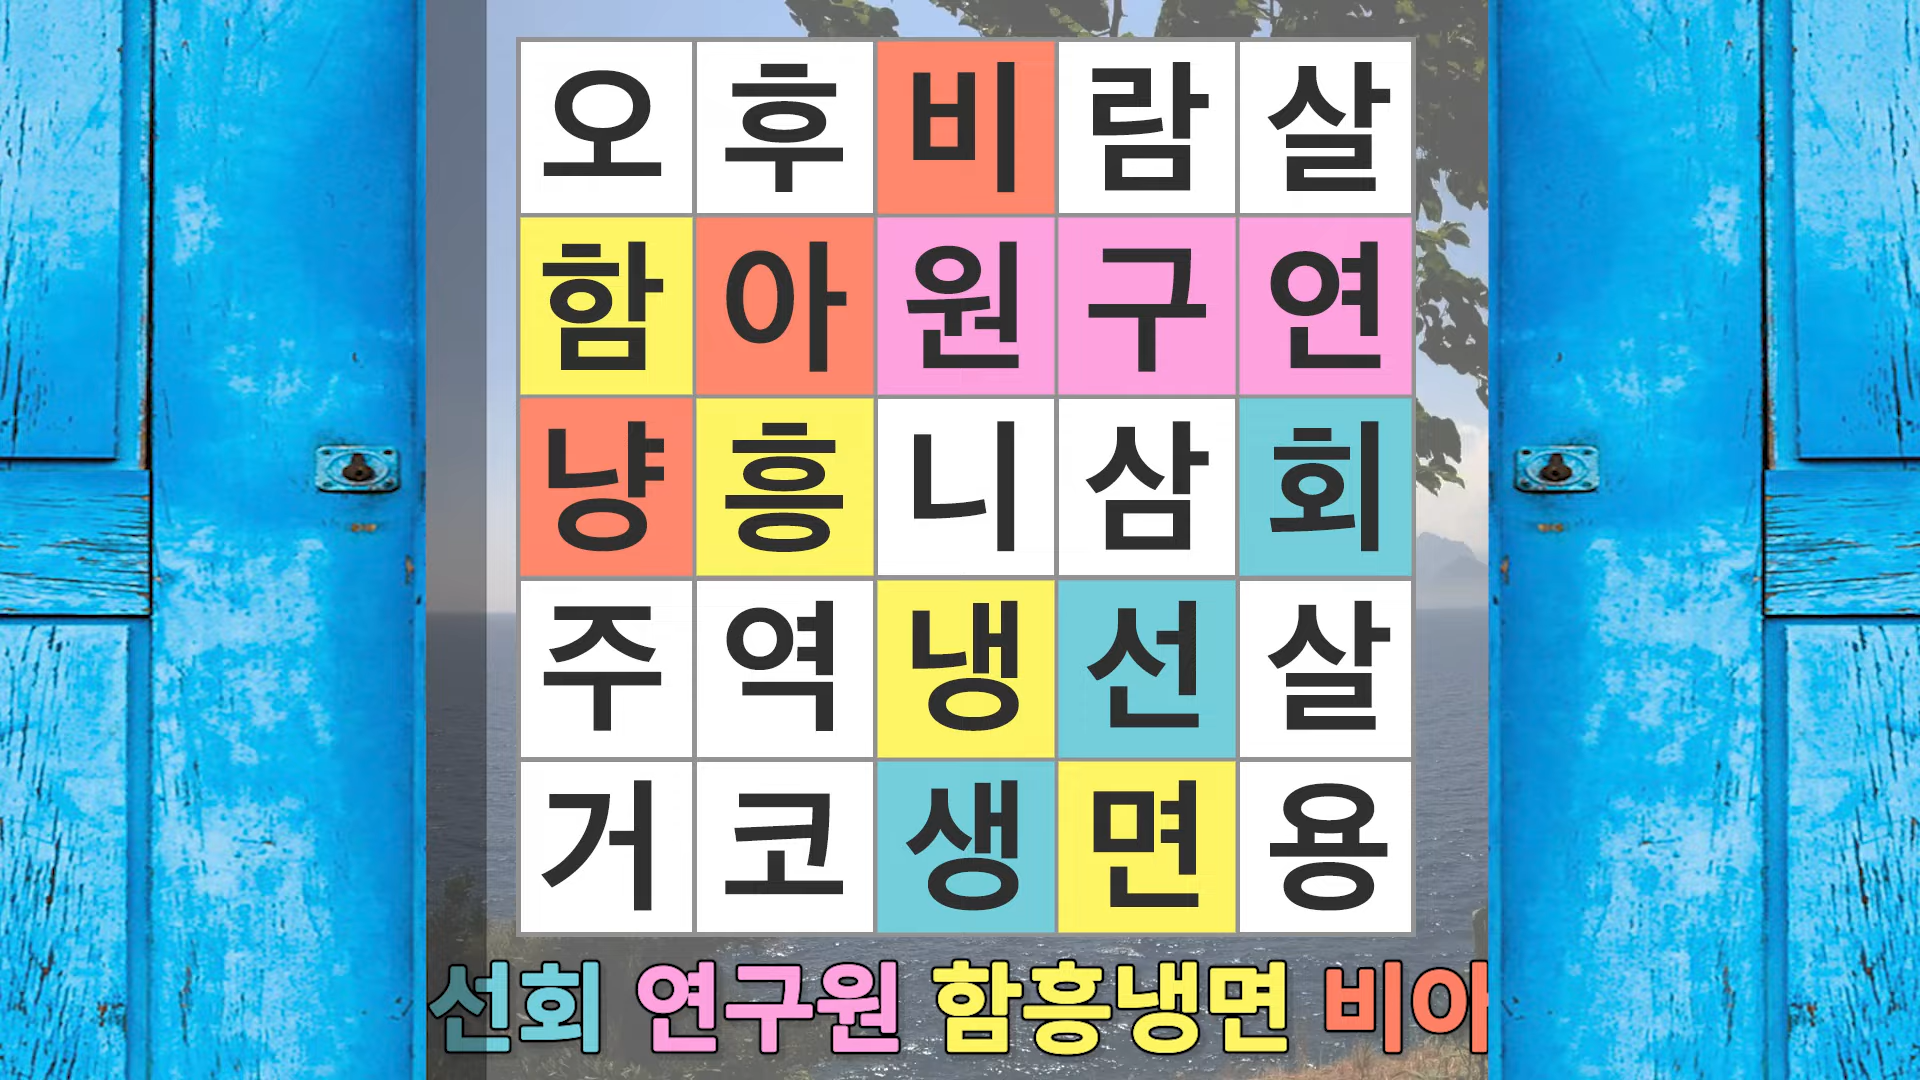 오 후 비 람 살
함 아 원 구 연
냥 흥 니 삼 회
주 역 냉 선 살
거 코 생 면 용
선회 연구원 함흥냉면 비아